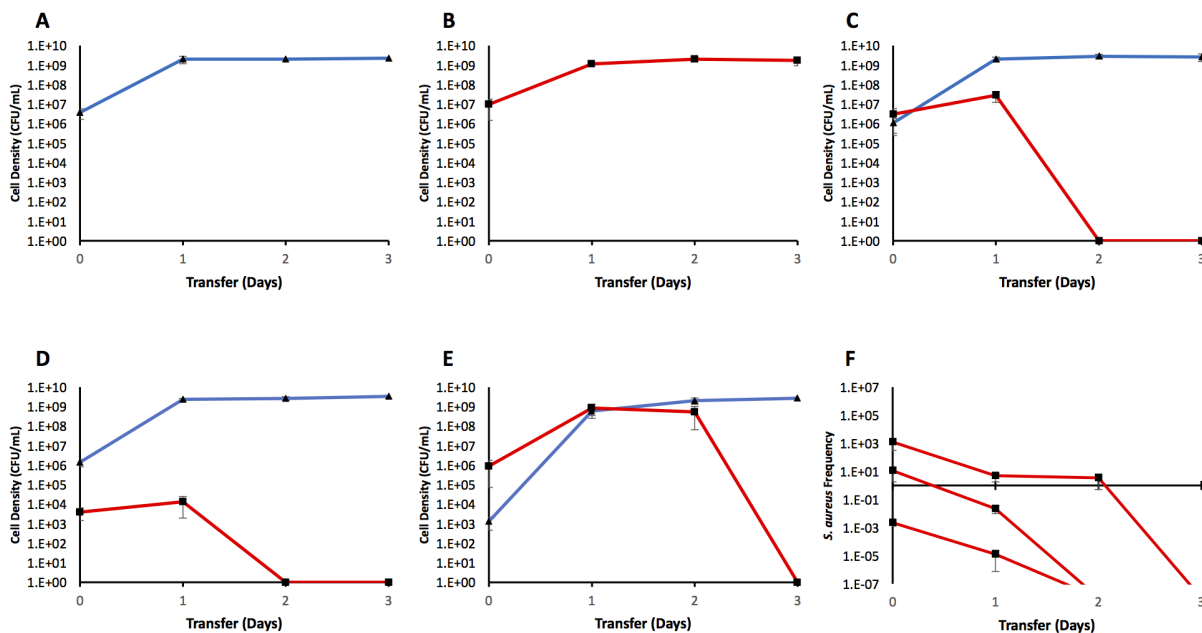 A
Cell Density (CFU/mL)
1.E+10
1.E+09
1.E+08
1.E+07
1.E+06
1.E+05
1.E+04
1.E+03
1.E+02
1.E+01
1.E+00
0 1 2 3
Transfer (Days)
B
Cell Density (CFU/mL)
1.E+10
1.E+09
1.E+08
1.E+07
1.E+06
1.E+05
1.E+04
1.E+03
1.E+02
1.E+01
1.E+00
0 1 2 3
Transfer (Days)
C
Cell Density (CFU/mL)
1.E+10
1.E+09
1.E+08
1.E+07
1.E+06
1.E+05
1.E+04
1.E+03
1.E+02
1.E+01
1.E+00
0 1 2 3
Transfer (Days)
D
Cell Density (CFU/mL)
1.E+10
1.E+09
1.E+08
1.E+07
1.E+06
1.E+05
1.E+04
1.E+03
1.E+02
1.E+01
1.E+00
0 1 2 3
Transfer (Days)
E
Cell Density (CFU/mL)
1.E+10
1.E+09
1.E+08
1.E+07
1.E+06
1.E+05
1.E+04
1.E+03
1.E+02
1.E+01
1.E+00
0 1 2 3
Transfer (Days)
F
S. aureus Frequency
1.E+07
1.E+05
1.E+03
1.E+01
1.E-01
1.E-03
1.E-05
1.E-07
0 1 2 3
Transfer (Days)